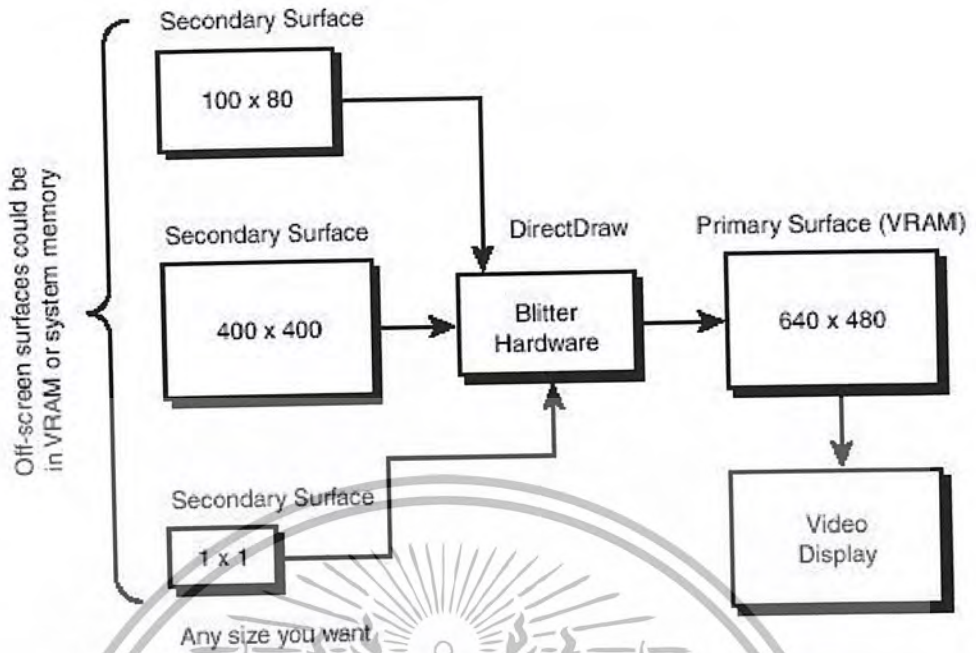 Secondary Surface
100 x 80
Off-screen surfaces could be
in VRAM or system memory
Secondary Surface
400 x 400
DirectDraw
Blitter
Hardware
Primary Surface (VRAM)
640 x 480
Secondary Surface
1 x 1
Any size you want
Video
Display